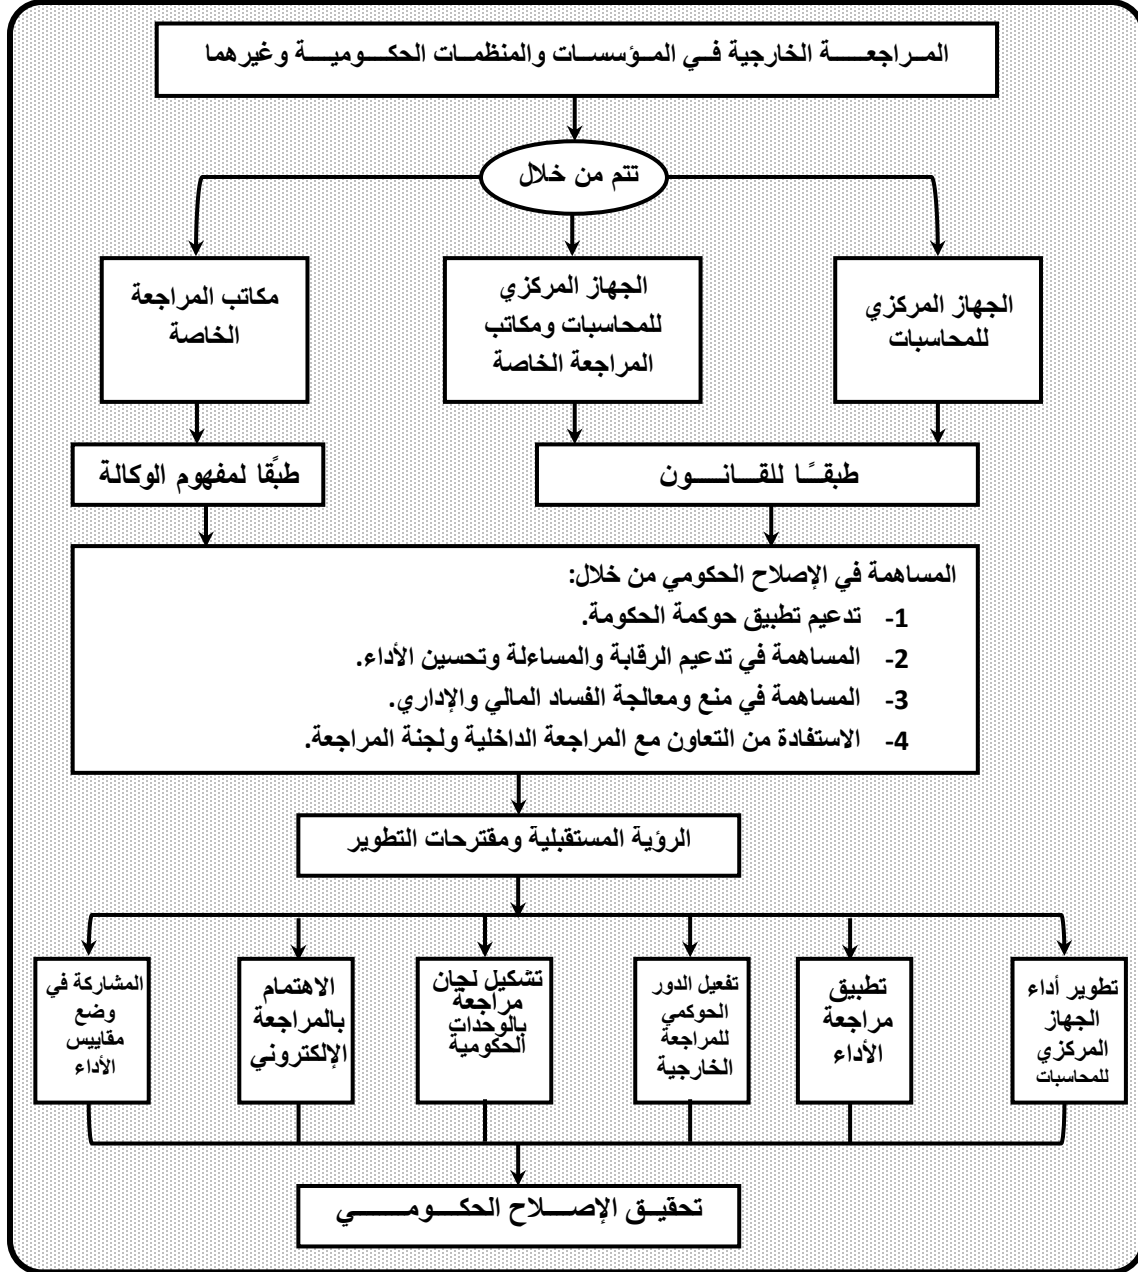 المراجعة الخارجية في المؤسسات والمنظمات الحكومية وغيرهما
تتم من خلال
الجهاز المركزي
للمحاسبات
الجهاز المركزي
للمحاسبات ومكاتب
المراجعة الخاصة
مكاتب المراجعة
الخاصة
طبقًا للقانون
طبقًا لمفهوم الوكالة
المساهمة في الإصلاح الحكومي من خلال:
1- تدعيم تطبيق حوكمة الحكومة.
2- المساهمة في تدعيم الرقابة والمساءلة وتحسين الأداء.
3- المساهمة في منع ومعالجة الفساد المالي والإداري.
4- الاستفادة من التعاون مع المراجعة الداخلية ولجنة المراجعة.
الرؤية المستقبلية ومقترحات التطوير
تطوير أداء
الجهاز
المركزي
للمحاسبات
تطبيق
مراجعة
الأداء
تفعيل الدور
الحوكمي
للمراجعة
الخارجية
تشكيل لجان
مراجعة
بالوحدات
الحكومية
الاهتمام
بالمراجعة
الإلكتروني
المشاركة في
وضع
مقاييس
الأداء
تحقيق الإصلاح الحكومي